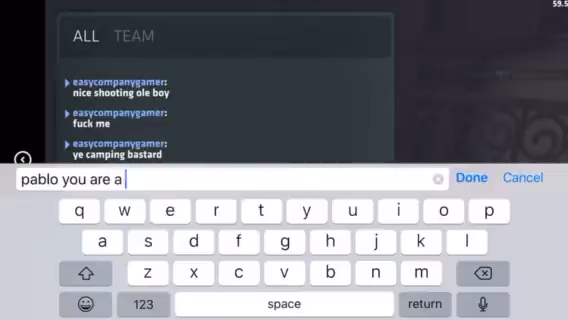 59.5
ALL TEAM
easycompanygamer:
nice shooting ole boy
easycompanygamer:
fuck me
easycompanygamer:
ye camping bastard
pablo you are a
Done Cancel
q w e r t y u i o p
a s d f g h j k l
z x c v b n m
123 space return